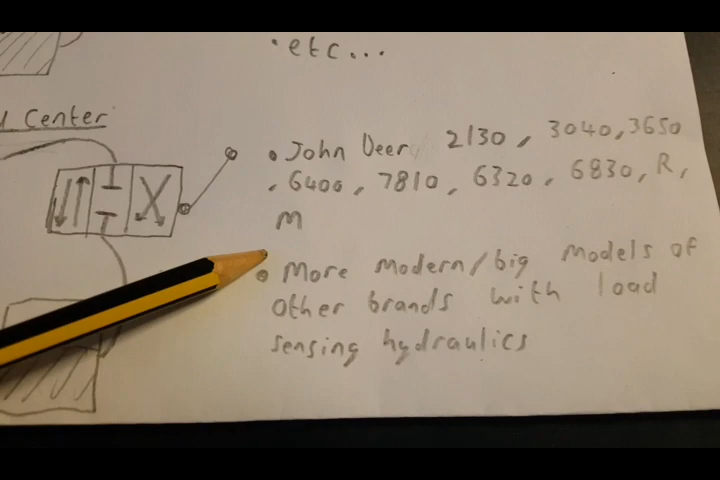 • etc...
Center
• John Deer 2130, 3040, 3650
, 6400, 7810, 6320, 6830, R,
M
• More modern/big models of
other brands with load
sensing hydraulics